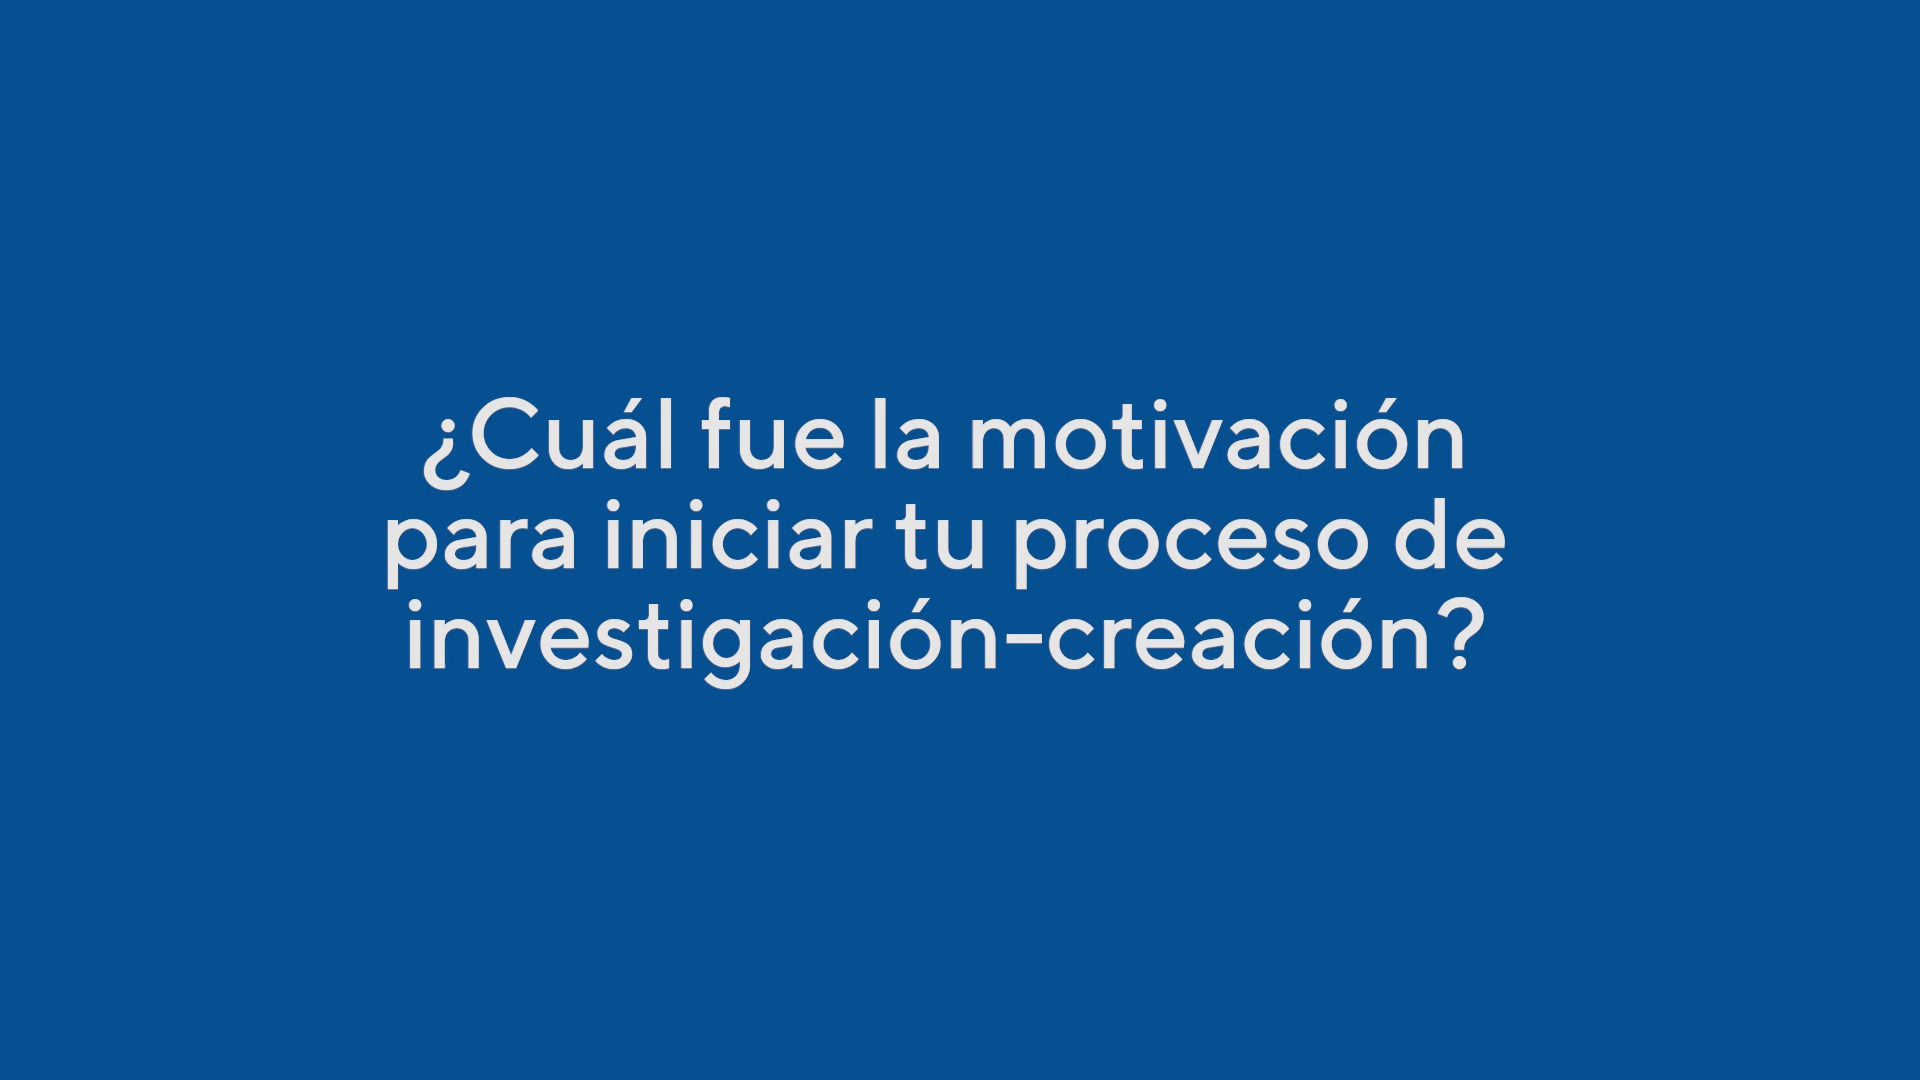 ¿Cuál fue la motivación
para iniciar tu proceso de
investigación-creación?